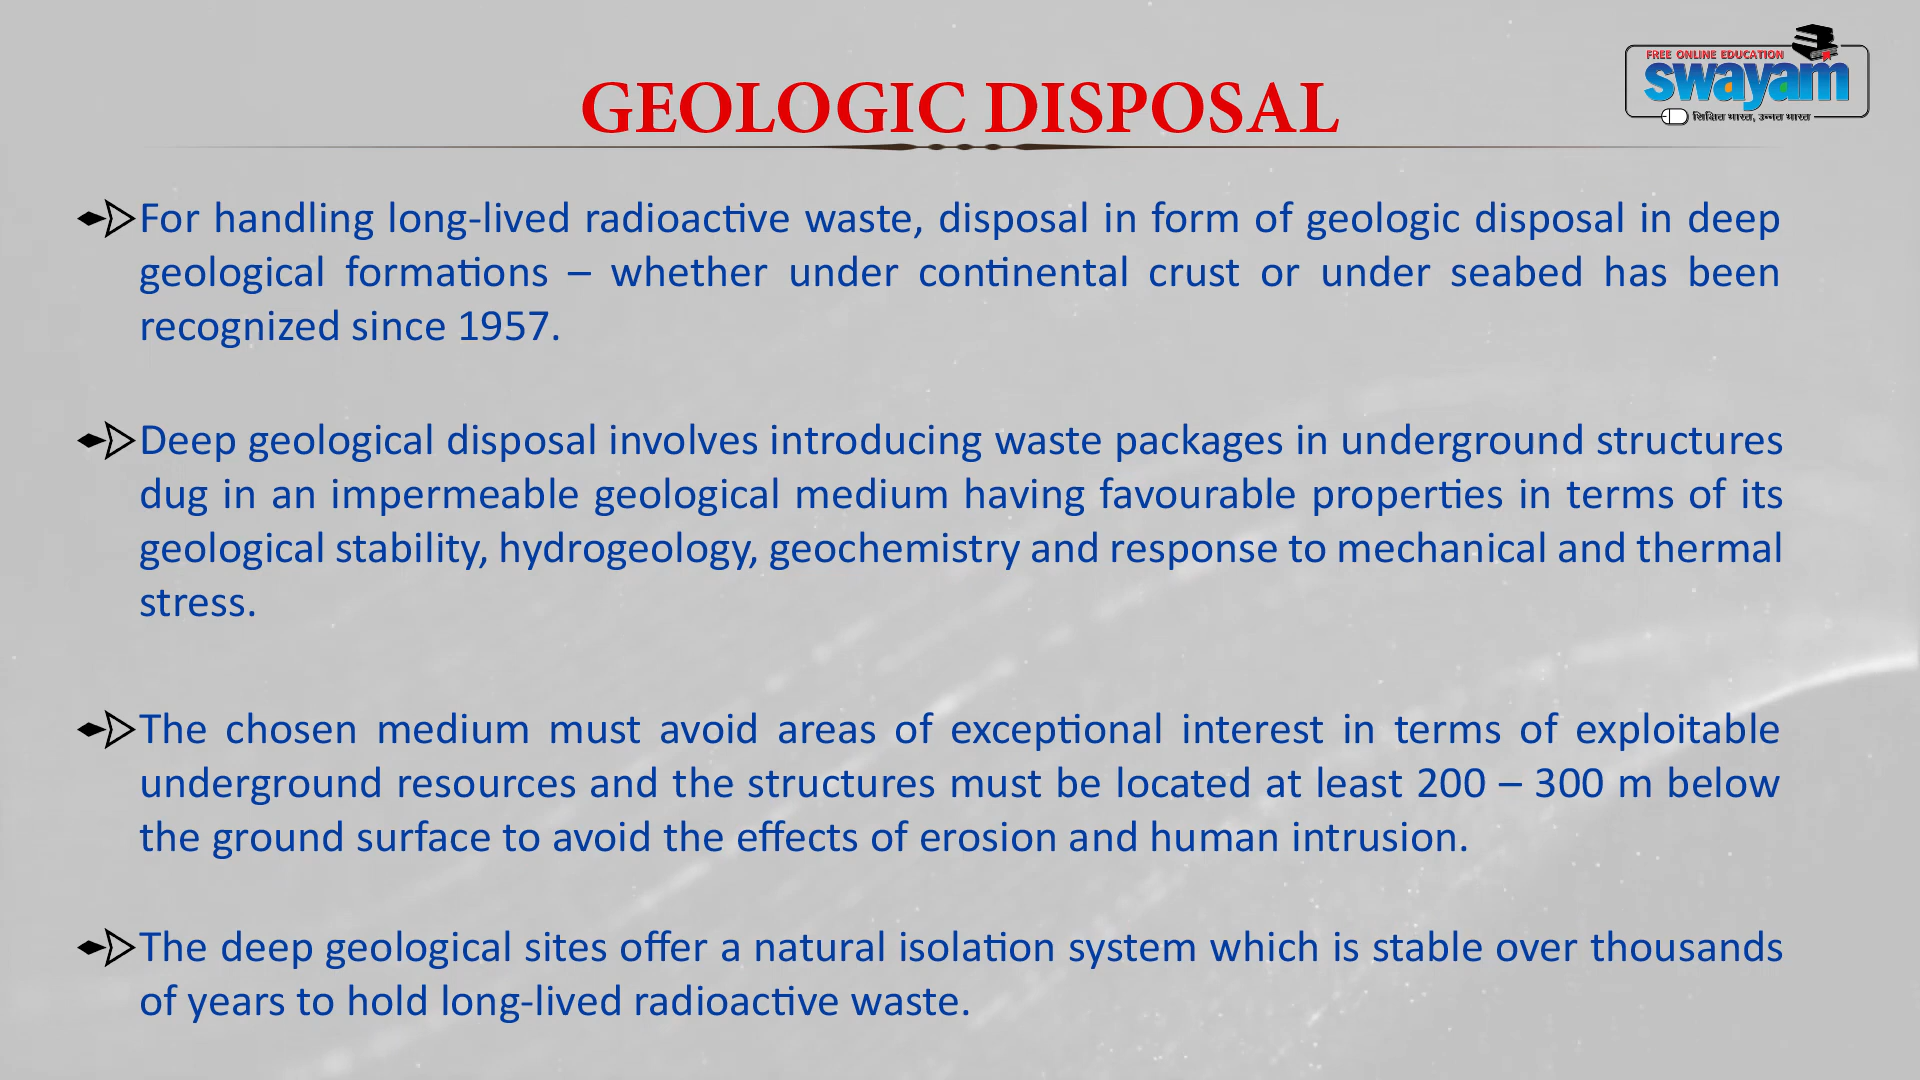 FREE ONLINE EDUCATION
swayam
शिक्षित भारत, उन्नत भारत
GEOLOGIC DISPOSAL
For handling long-lived radioactive waste, disposal in form of geologic disposal in deep
geological formations – whether under continental crust or under seabed has been
recognized since 1957.
Deep geological disposal involves introducing waste packages in underground structures
dug in an impermeable geological medium having favourable properties in terms of its
geological stability, hydrogeology, geochemistry and response to mechanical and thermal
stress.
The chosen medium must avoid areas of exceptional interest in terms of exploitable
underground resources and the structures must be located at least 200 – 300 m below
the ground surface to avoid the effects of erosion and human intrusion.
The deep geological sites offer a natural isolation system which is stable over thousands
of years to hold long-lived radioactive waste.